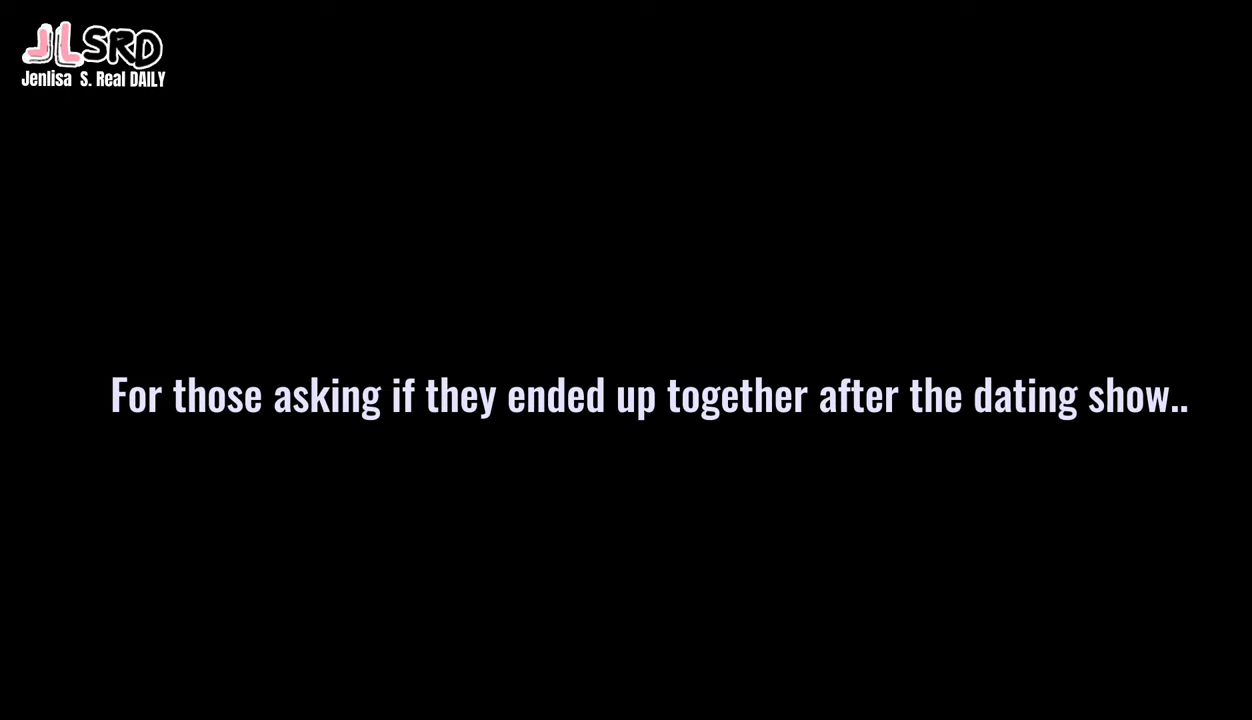 JLSRD
Jenlisa S. Real DAILY
For those asking if they ended up together after the dating show..